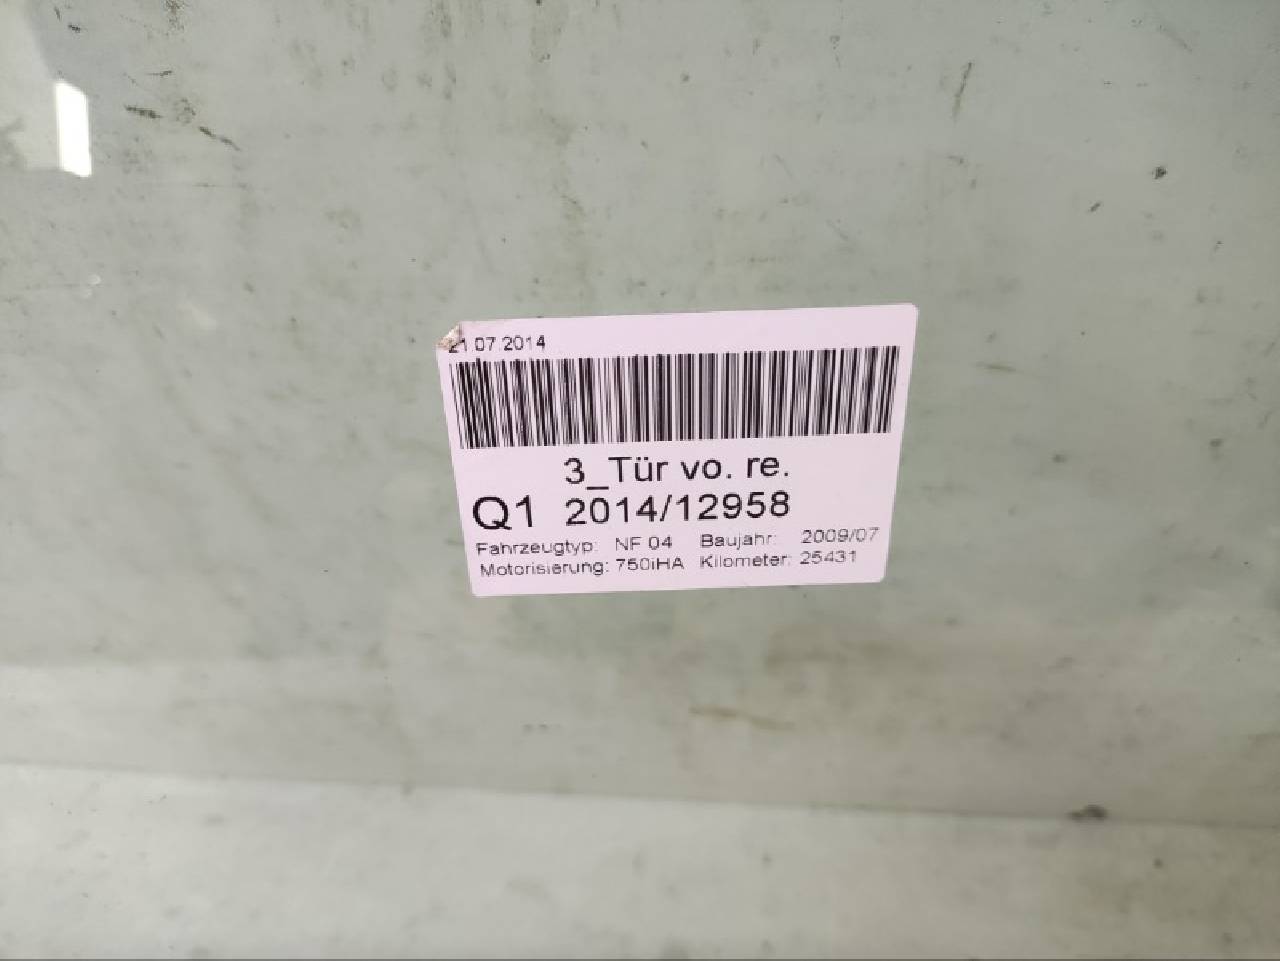 21.07.2014
3_Tür vo. re.
Q1 2014/12958
Fahrzeugtyp: NF 04 Baujahr: 2009/07
Motorisierung: 750iHA Kilometer: 25431